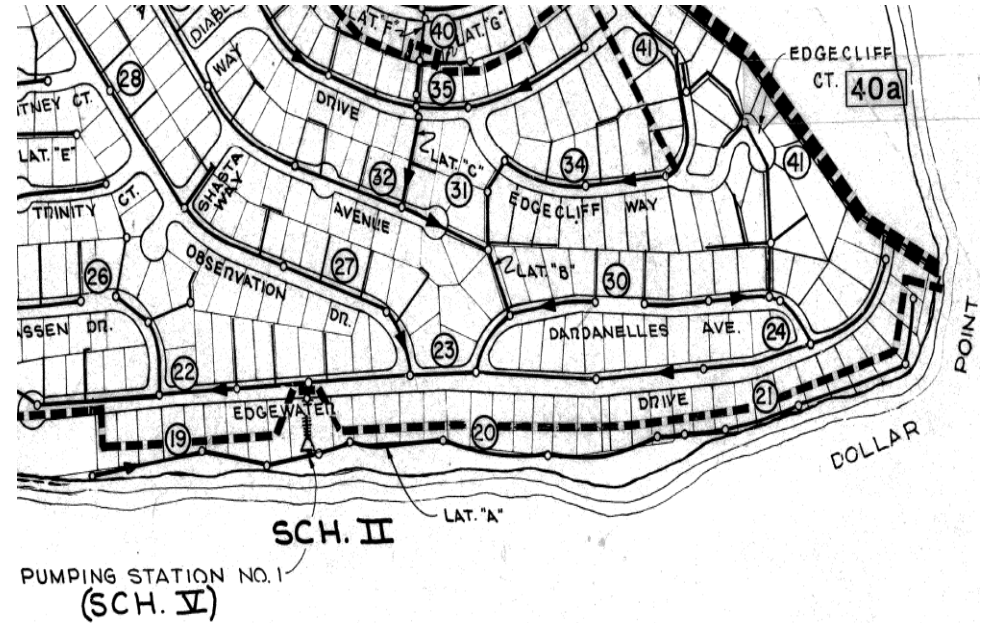 DIABL
WAY
LAT. "F"
40
LAT. "G"
41
EDGECLIFF
CT.
40a
28
35
DRIVE
TNEY CT.
LAT. "E"
LAT. "C"
32
31
34
41
SHASTA
WAY
TRINITY CT.
AVENUE
EDGECLIFF WAY
OBSERVATION
DR.
27
LAT. "B"
26
30
ASSEN DR.
DARDANELLES AVE.
24
23
22
EDGEWATER
DRIVE
21
19
20
POINT
DOLLAR
LAT. "A"
SCH. II
PUMPING STATION NO. 1
(SCH. V)